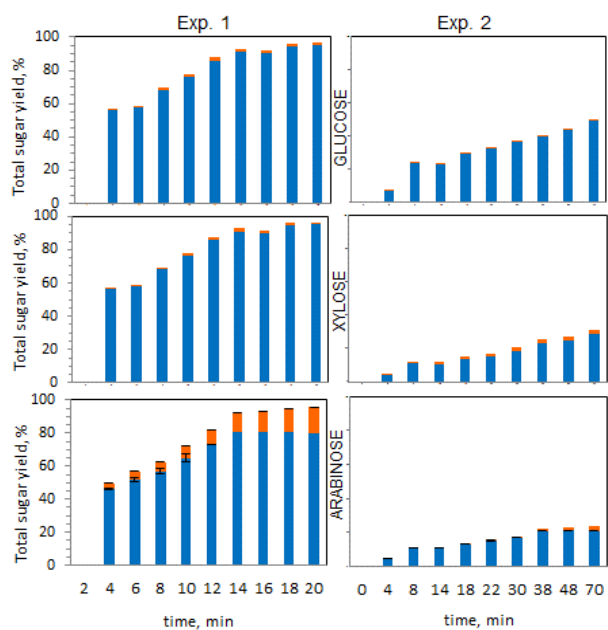 Exp. 1
Exp. 2
100
80
60
40
20
0
Total sugar yield, %
GLUCOSE
100
80
60
40
20
0
Total sugar yield, %
XYLOSE
100
80
60
40
20
0
Total sugar yield, %
ARABINOSE
2 4 6 8 10 12 14 16 18 20
0 4 8 14 18 22 30 38 48 70
time, min
time, min